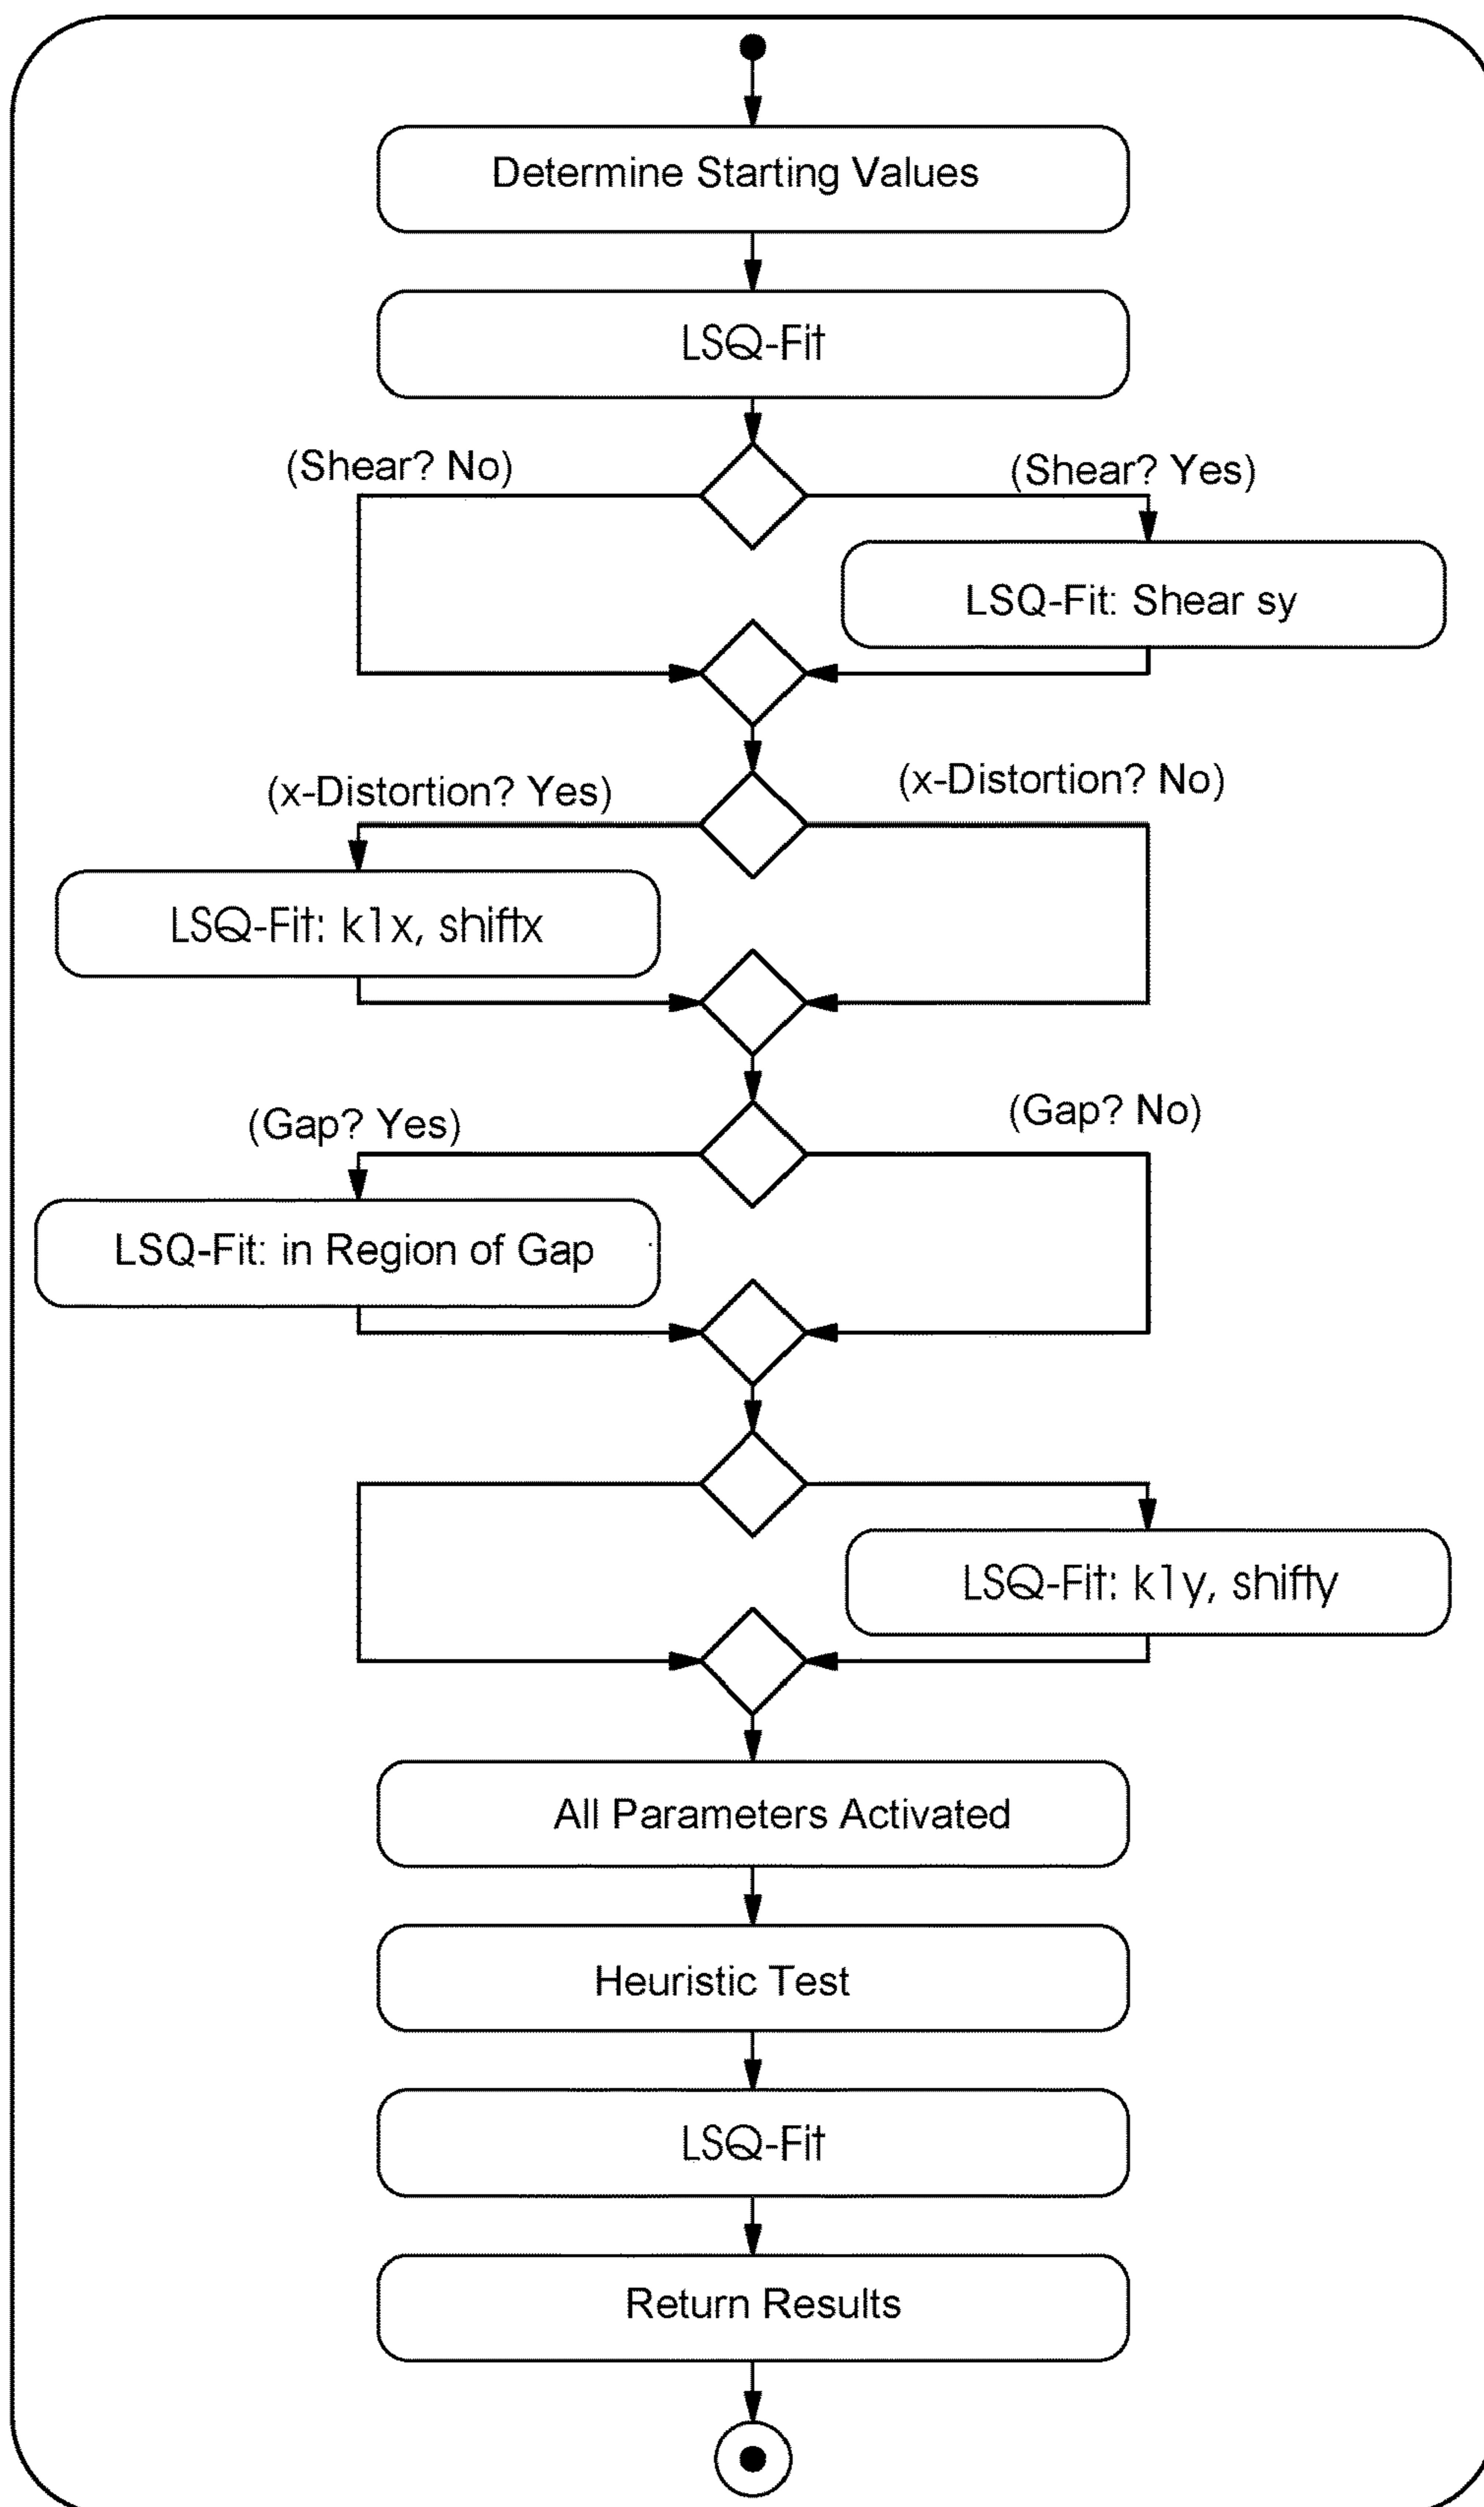 Determine Starting Values
LSQ-Fit
(Shear? No)
(Shear? Yes)
LSQ-Fit: Shear sy
(x-Distortion? Yes)
(x-Distortion? No)
LSQ-Fit: k1x, shiftx
(Gap? Yes)
(Gap? No)
LSQ-Fit: in Region of Gap
LSQ-Fit: k1y, shifty
All Parameters Activated
Heuristic Test
LSQ-Fit
Return Results